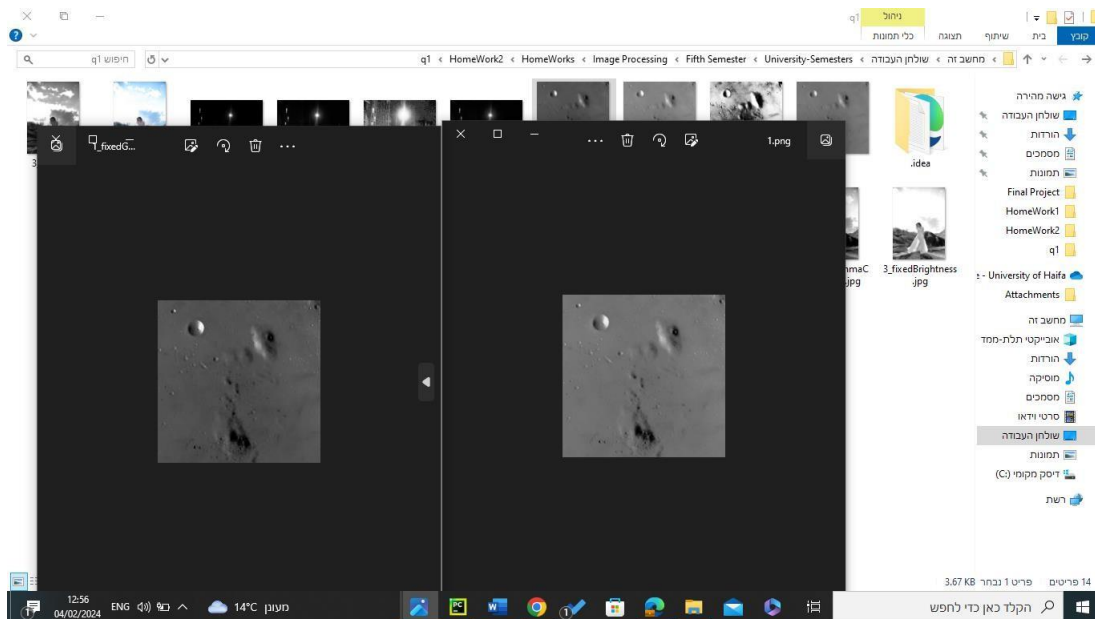 q1
ניהול
קובץ
בית
שיתוף
תצוגה
כלי תמונות
מחשב זה › שולחן העבודה › University-Semesters › Fifth Semester › Image Processing › HomeWorks › HomeWork2 › q1
חיפוש q1
גישה מהירה
שולחן העבודה
הורדות
מסמכים
תמונות
Final Project
HomeWork1
HomeWork2
q1
- University of Haifa
Attachments
מחשב זה
אובייקטי תלת-ממד
הורדות
מוסיקה
מסמכים
סרטי וידאו
שולחן העבודה
תמונות
דיסק מקומי (C:)
רשת
.idea
3_fixedBrightness
.jpg
.jpg
1_fixedG...
1.png
14 פריטים
פריט 1 נבחר 3.67 KB
הקלד כאן כדי לחפש
14°C מעונן
ENG
12:56
04/02/2024